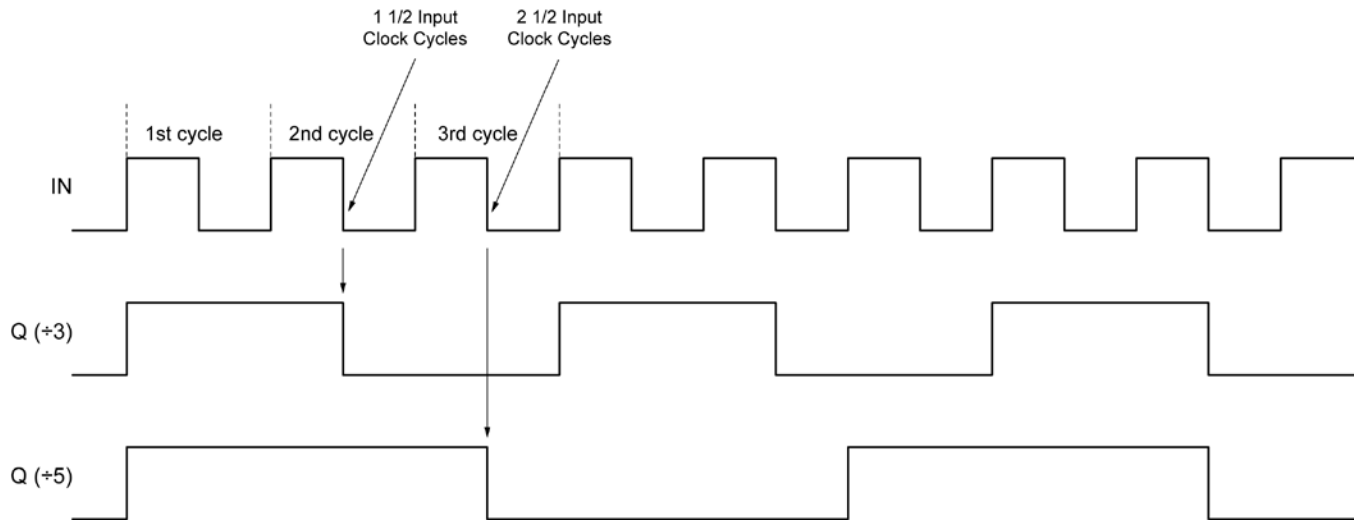 1 1/2 Input
Clock Cycles
2 1/2 Input
Clock Cycles
1st cycle
2nd cycle
3rd cycle
IN
Q (÷3)
Q (÷5)